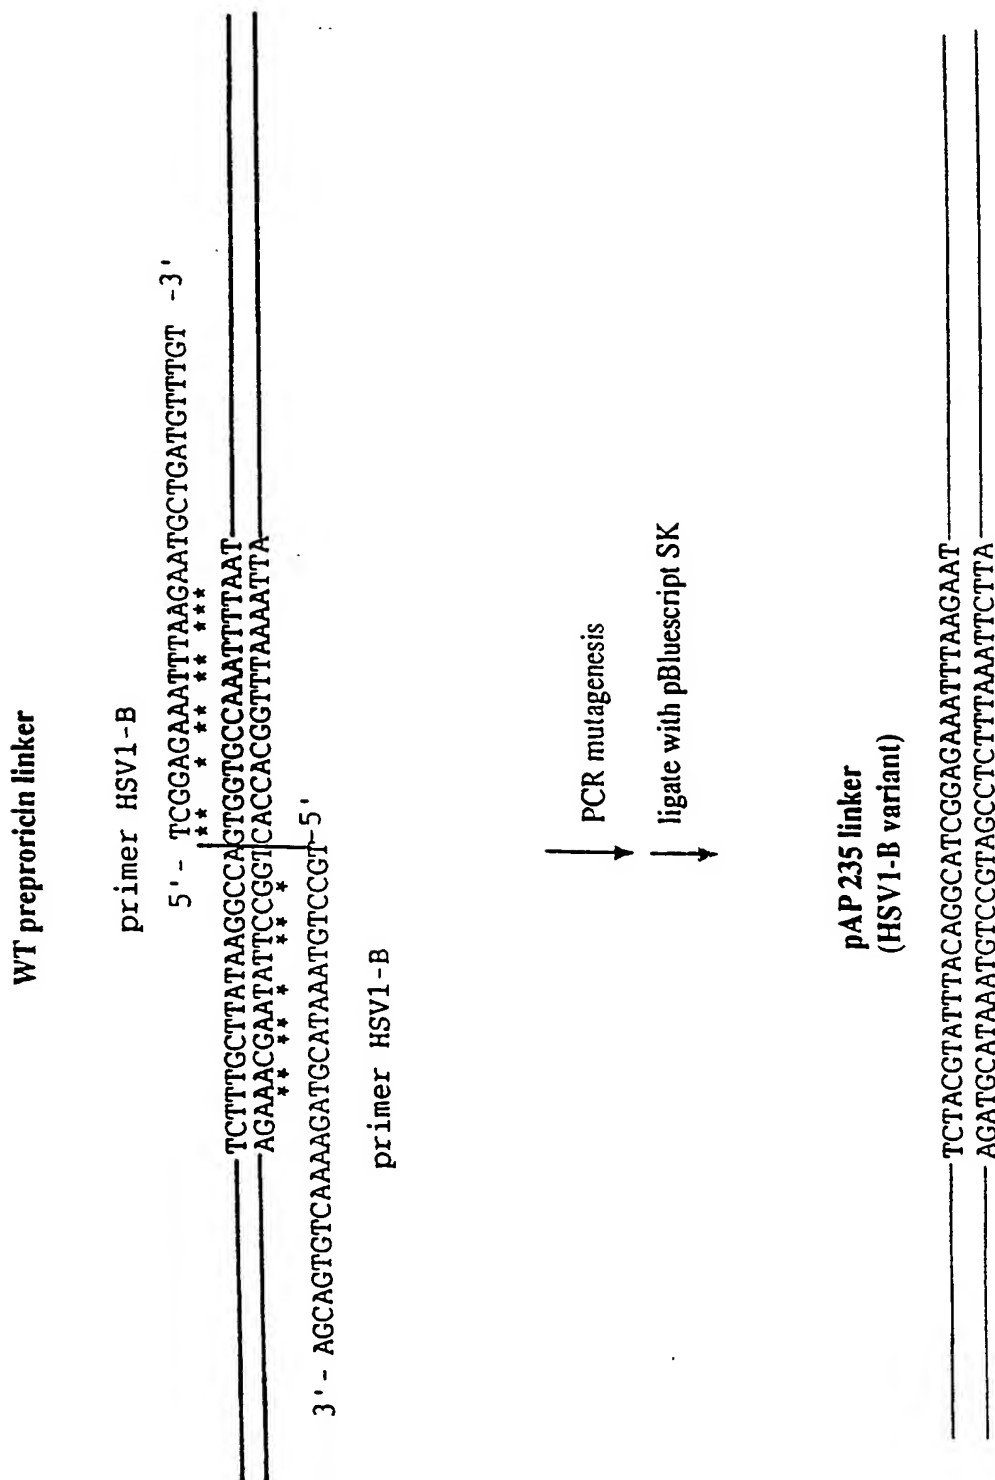 WT preproricin linker
primer HSV1-B
5'- TCGGAGAAATTTAAGAATGCTGATGTTTGT -3'
** * ** ** ***
TCTTTGCTTATAAGGCCAGTGGTGCCAAATTTTAAT
AGAAACGAATATTCCGGTCACCACGGTTTAAAATTA
** ** * * ** *
3'- AGCAGTGTCAAAAGATGCATAAATGTCCGT-5'
primer HSV1-B
PCR mutagenesis
ligate with pBluescript SK
pAP 235 linker
(HSV1-B variant)
TCTACGTATTTACAGGCATCGGAGAAATTTAAGAAT
AGATGCATAAATGTCCGTAGCCTCTTTAAATTCTTA